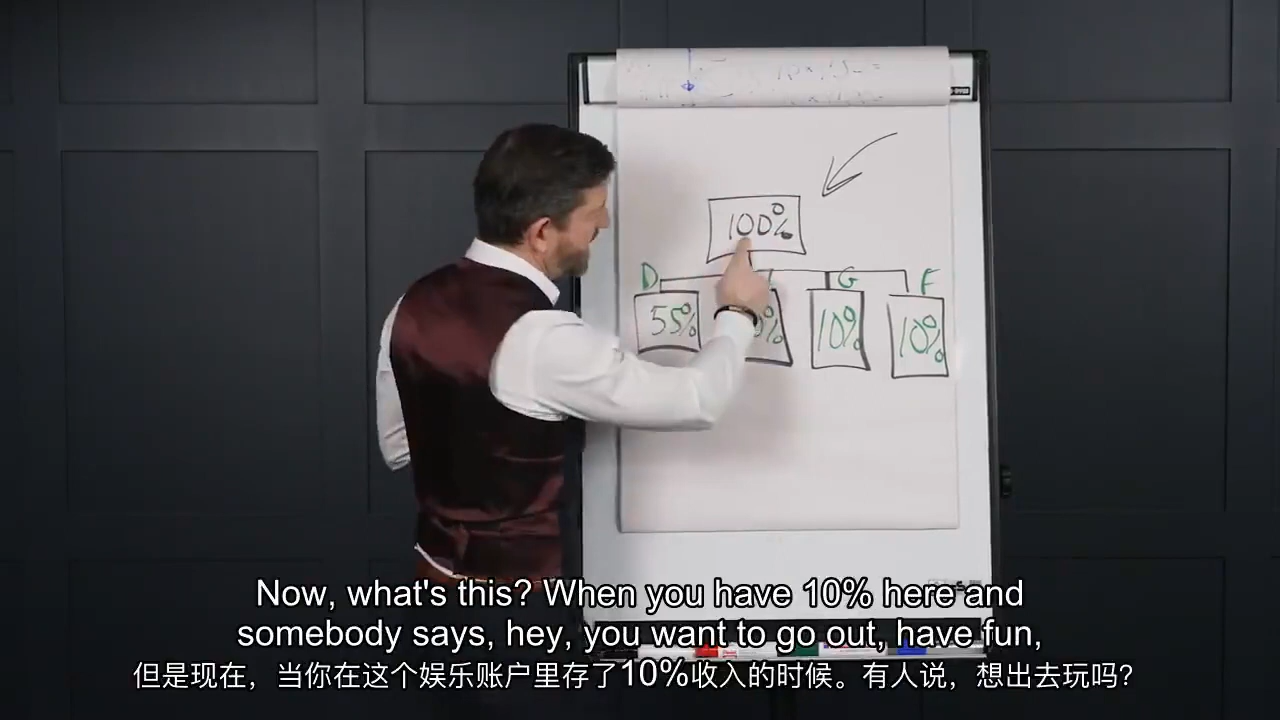 100%
D
G
F
55%
0%
10%
10%
Now, what's this? When you have 10% here and
somebody says, hey, you want to go out, have fun,
但是现在，当你在这个娱乐账户里存了10%收入的时候。有人说，想出去玩吗？